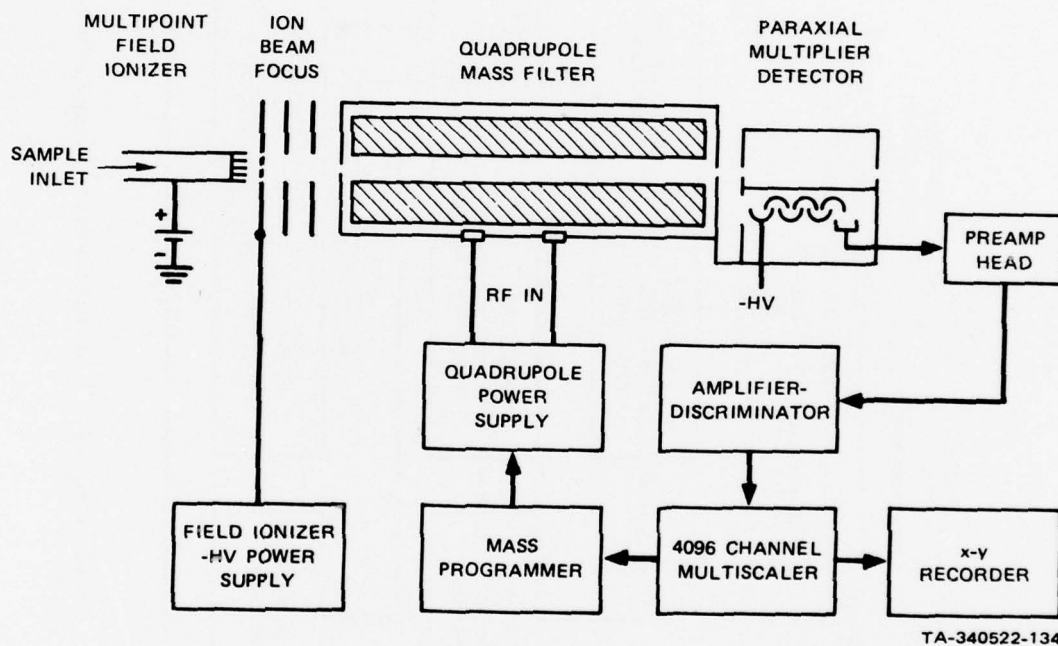 MULTIPOINT
FIELD
IONIZER
ION
BEAM
FOCUS
QUADRUPOLE
MASS FILTER
PARAXIAL
MULTIPLIER
DETECTOR
SAMPLE
INLET
+
-
RF IN
-HV
PREAMP
HEAD
QUADRUPOLE
POWER
SUPPLY
AMPLIFIER-
DISCRIMINATOR
FIELD IONIZER
-HV POWER
SUPPLY
MASS
PROGRAMMER
4096 CHANNEL
MULTISCALER
x-y
RECORDER
TA-340522-134